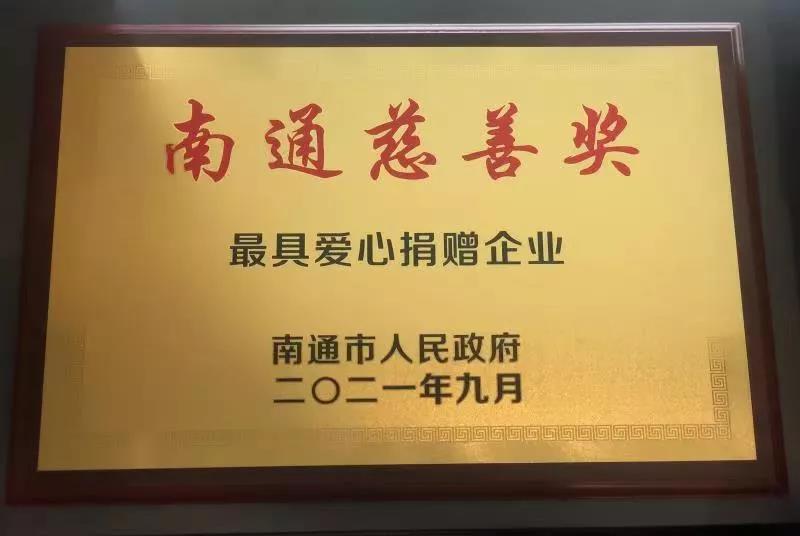 南通慈善奖
最具爱心捐赠企业
南通市人民政府
二〇二一年九月